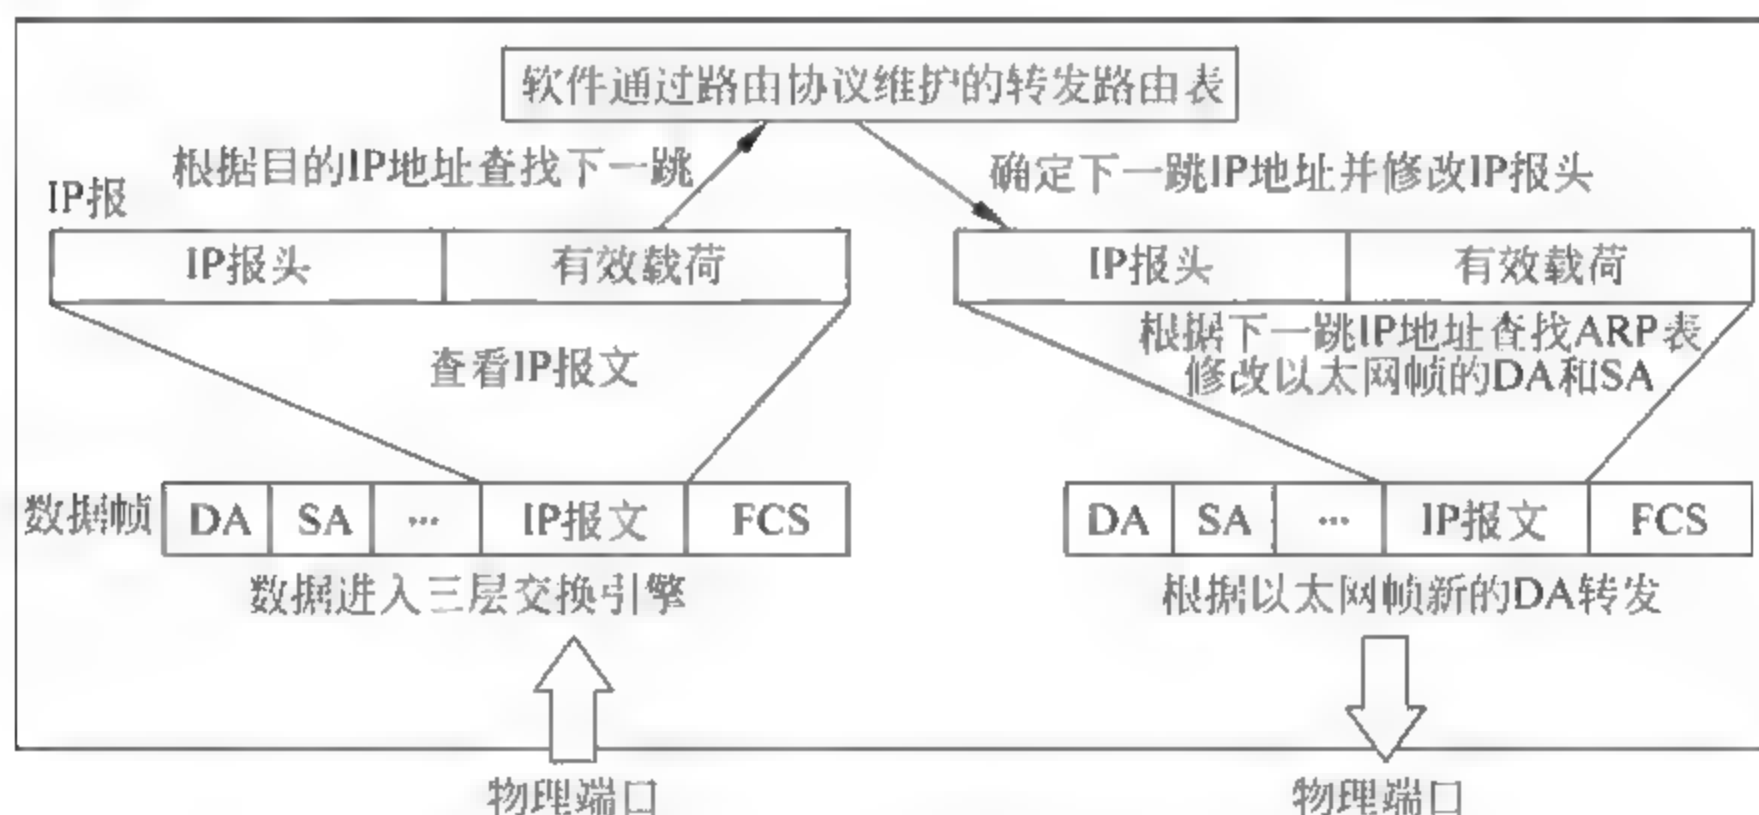 软件通过路由协议维护的转发路由表
根据目的IP地址查找下一跳
确定下一跳IP地址并修改IP报头
IP报
IP报头
有效载荷
IP报头
有效载荷
查看IP报文
根据下一跳IP地址查找ARP表
修改以太网帧的DA和SA
数据帧
DA
SA
...
IP报文
FCS
DA
SA
...
IP报文
FCS
数据进入三层交换引擎
根据以太网帧新的DA转发
物理端口
物理端口